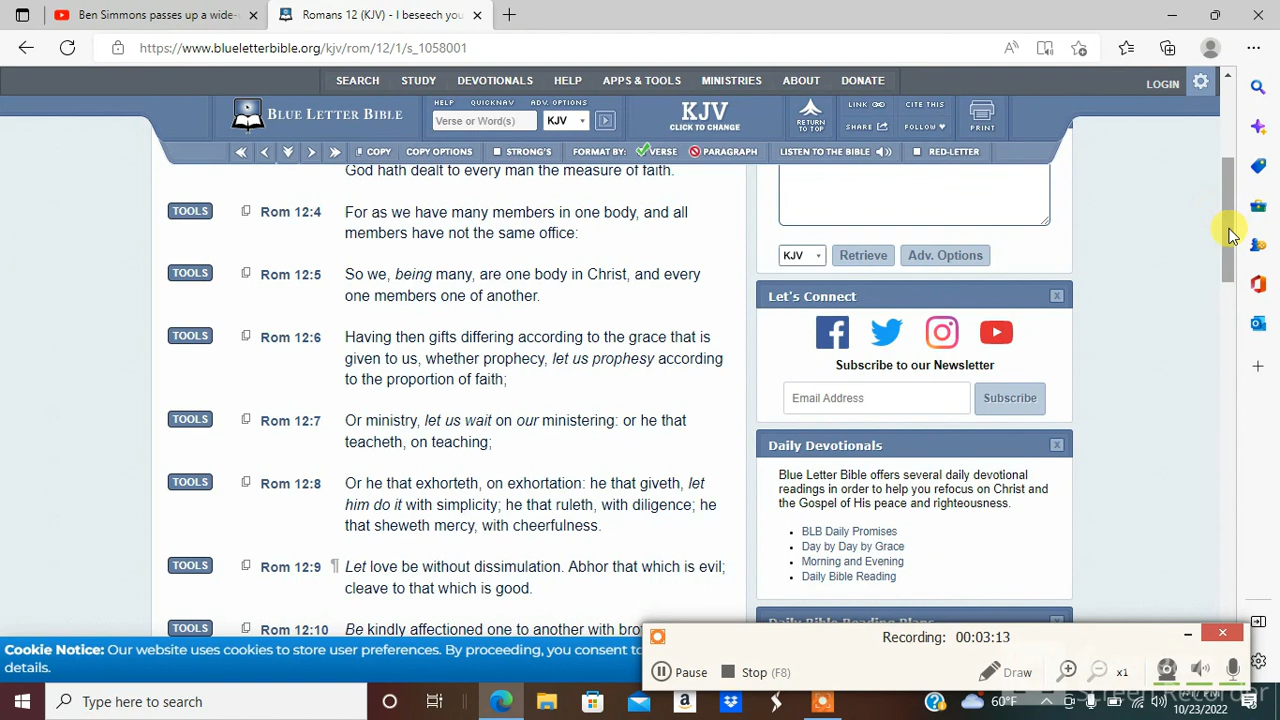 Ben Simmons passes up a wide-
Romans 12 (KJV) - I beseech you
https://www.blueletterbible.org/kjv/rom/12/1/s_1058001
SEARCH STUDY DEVOTIONALS HELP APPS & TOOLS MINISTRIES ABOUT DONATE
LOGIN
BLUE LETTER BIBLE
HELP QUICKNAV ADV. OPTIONS
Verse or Word(s) KJV
KJV
CLICK TO CHANGE
RETURN
TO TOP
LINK CITE THIS
SHARE FOLLOW
PRINT
COPY COPY OPTIONS STRONG'S FORMAT BY: VERSE PARAGRAPH LISTEN TO THE BIBLE RED-LETTER
God hath dealt to every man the measure of faith.
TOOLS Rom 12:4 For as we have many members in one body, and all
members have not the same office:
TOOLS Rom 12:5 So we, being many, are one body in Christ, and every
one members one of another.
TOOLS Rom 12:6 Having then gifts differing according to the grace that is
given to us, whether prophecy, let us prophesy according
to the proportion of faith;
TOOLS Rom 12:7 Or ministry, let us wait on our ministering: or he that
teacheth, on teaching;
TOOLS Rom 12:8 Or he that exhorteth, on exhortation: he that giveth, let
him do it with simplicity; he that ruleth, with diligence; he
that sheweth mercy, with cheerfulness.
TOOLS Rom 12:9 ¶ Let love be without dissimulation. Abhor that which is evil;
cleave to that which is good.
TOOLS Rom 12:10 Be kindly affectioned one to another with
KJV Retrieve Adv. Options
Let's Connect
Subscribe to our Newsletter
Email Address Subscribe
Daily Devotionals
Blue Letter Bible offers several daily devotional
readings in order to help you refocus on Christ and
the Gospel of His peace and righteousness.
BLB Daily Promises
Day by Day by Grace
Morning and Evening
Daily Bible Reading
Daily Bible Reading Plans
Cookie Notice: Our website uses cookies to store user preferences. By proceeding, you consent to
details.
Recording: 00:03:13
Pause Stop (F8) Draw x1
Type here to search
60°F
10/23/2022